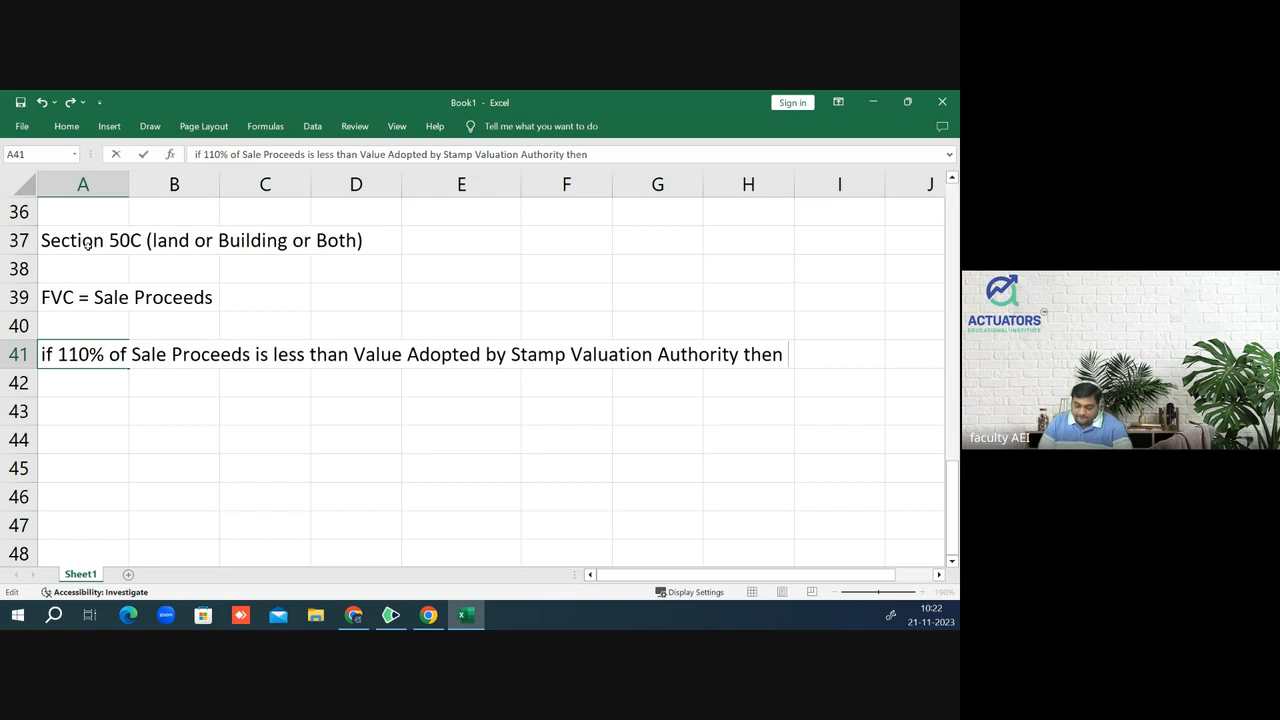 Book1 - Excel
Sign in
File Home Insert Draw Page Layout Formulas Data Review View Help Tell me what you want to do
A41 fx if 110% of Sale Proceeds is less than Value Adopted by Stamp Valuation Authority then
A B C D E F G H I J
36
37 Section 50C (land or Building or Both)
38
39 FVC = Sale Proceeds
40
41 if 110% of Sale Proceeds is less than Value Adopted by Stamp Valuation Authority then
42
43
44
45
46
47
48
Sheet1
Edit Accessibility: Investigate Display Settings 190%
zoom
10:22
21-11-2023
ACTUATORS
EDUCATIONAL INSTITUTE
faculty AEI